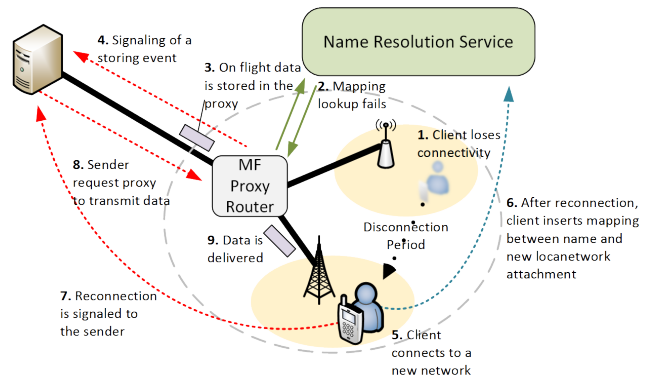 Name Resolution Service
4. Signaling of a
storing event
3. On flight data
is stored in the
proxy
2. Mapping
lookup fails
1. Client loses
connectivity
MF
Proxy
Router
8. Sender
request proxy
to transmit data
6. After reconnection,
client inserts mapping
between name and
new locanetwork
attachment
Disconnection
Period
9. Data is
delivered
7. Reconnection
is signaled to
the sender
5. Client
connects to a
new network